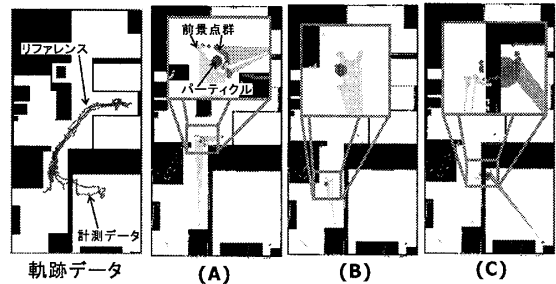 リファレンス
計測データ
軌跡データ
前景点群
パーティクル
(A)
(B)
(C)